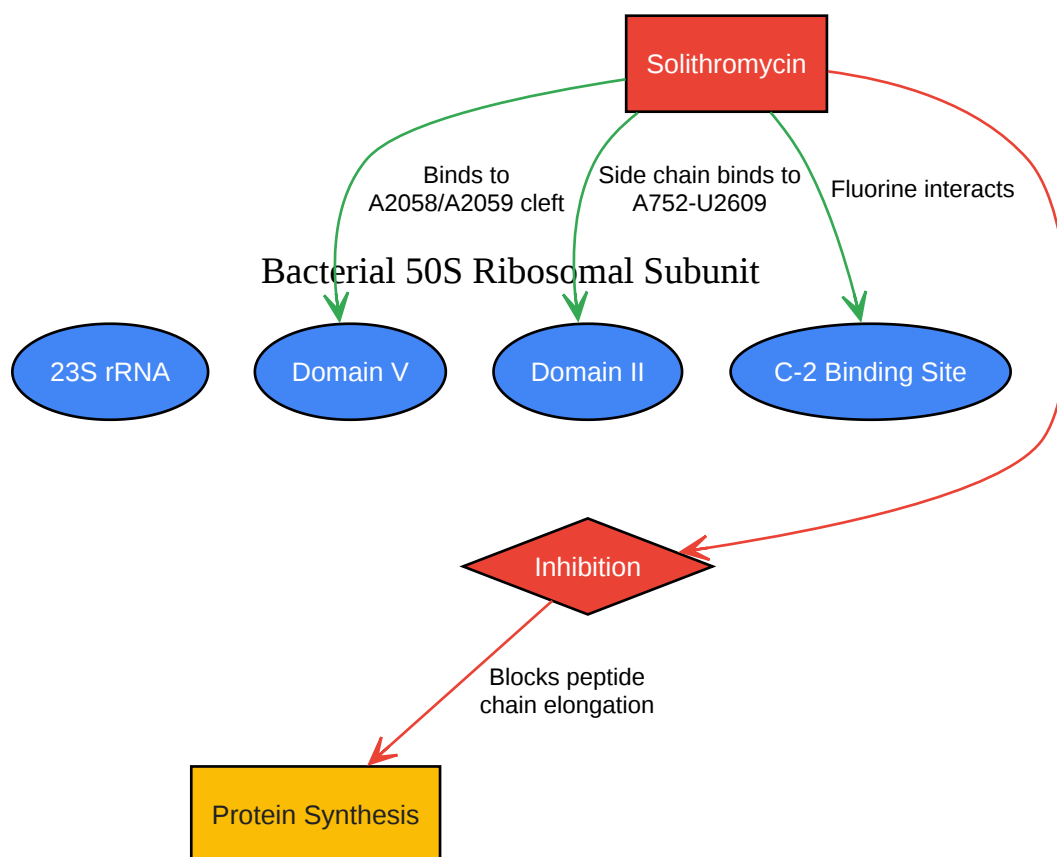 Solithromycin
Binds to
A2058/A2059 cleft
Side chain binds to
A752-U2609
Fluorine interacts
Bacterial 50S Ribosomal Subunit
23S rRNA
Domain V
Domain II
C-2 Binding Site
Inhibition
Blocks peptide
chain elongation
Protein Synthesis